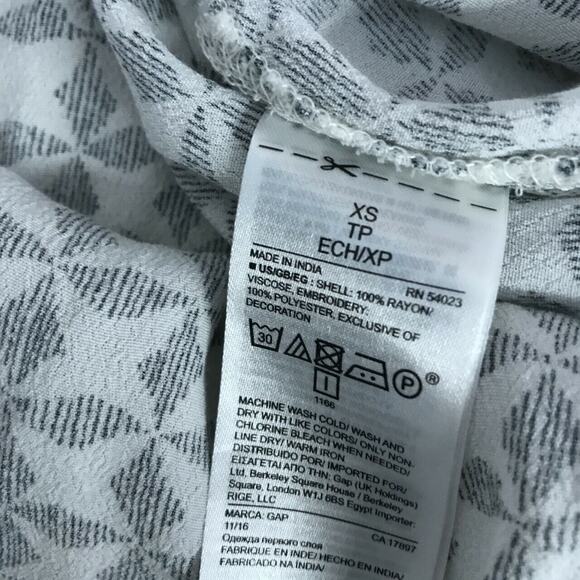 XS
TP
ECH/XP
MADE IN INDIA RN 54023
■ US/GB/EG : SHELL: 100% RAYON/
VISCOSE, EMBROIDERY:
100% POLYESTER. EXCLUSIVE OF
30 P ®
1166
MACHINE WASH COLD/ WASH AND
DRY WITH LIKE COLORS/ ONLY NON-
CHLORINE BLEACH WHEN NEEDED/
LINE DRY/ WARM IRON
DISTRIBUIDO POR/ IMPORTED FOR/
ΕΙΣΑΓΕΤΑΙ ΑΠΟ ΤΗΝ: Gap (UK Holdings)
Ltd, Berkeley Square House / Berkeley
Square, London W1J 6BS Egypt Importer:
RIGE, LLC
MARCA: GAP
11/16 CA 17897
Одежда первого слоя
FABRIQUE EN INDE/ HECHO EN INDIA/
FABRICADO NA ÍNDIA/